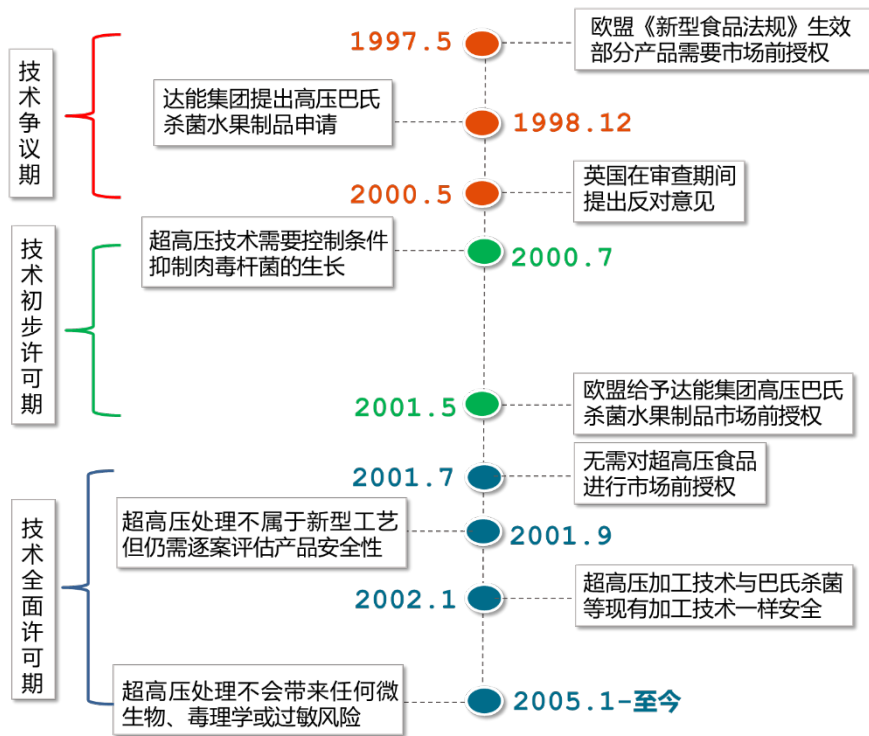 技术争议期
1997.5
欧盟《新型食品法规》生效
部分产品需要市场前授权
达能集团提出高压巴氏
杀菌水果制品申请
1998.12
2000.5
英国在审查期间
提出反对意见
技术初步许可期
超高压技术需要控制条件
抑制肉毒杆菌的生长
2000.7
2001.5
欧盟给予达能集团高压巴氏
杀菌水果制品市场前授权
技术全面许可期
2001.7
无需对超高压食品
进行市场前授权
超高压处理不属于新型工艺
但仍需逐案评估产品安全性
2001.9
2002.1
超高压加工技术与巴氏杀菌
等现有加工技术一样安全
超高压处理不会带来任何微
生物、毒理学或过敏风险
2005.1-至今